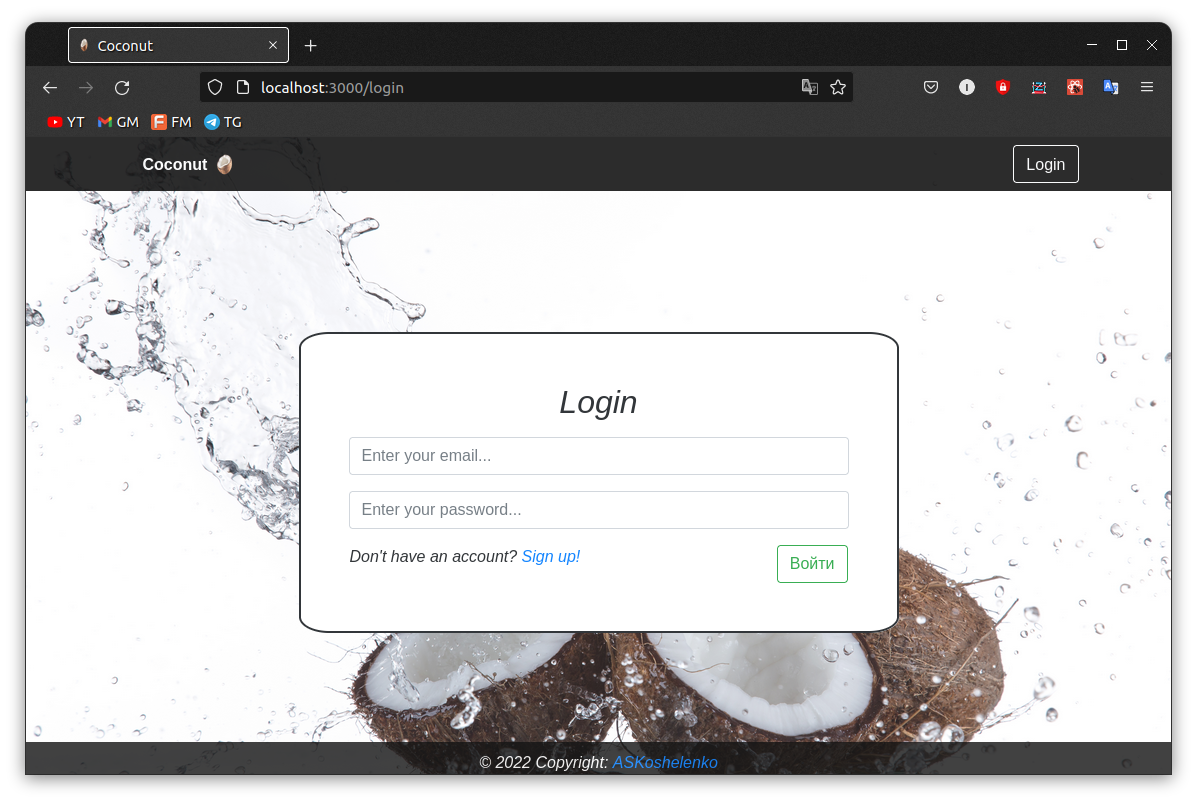 Coconut
localhost:3000/login
YT GM FM TG
Coconut
Login
Login
Enter your email...
Enter your password...
Don't have an account? Sign up!
Войти
© 2022 Copyright: ASKoshelenko